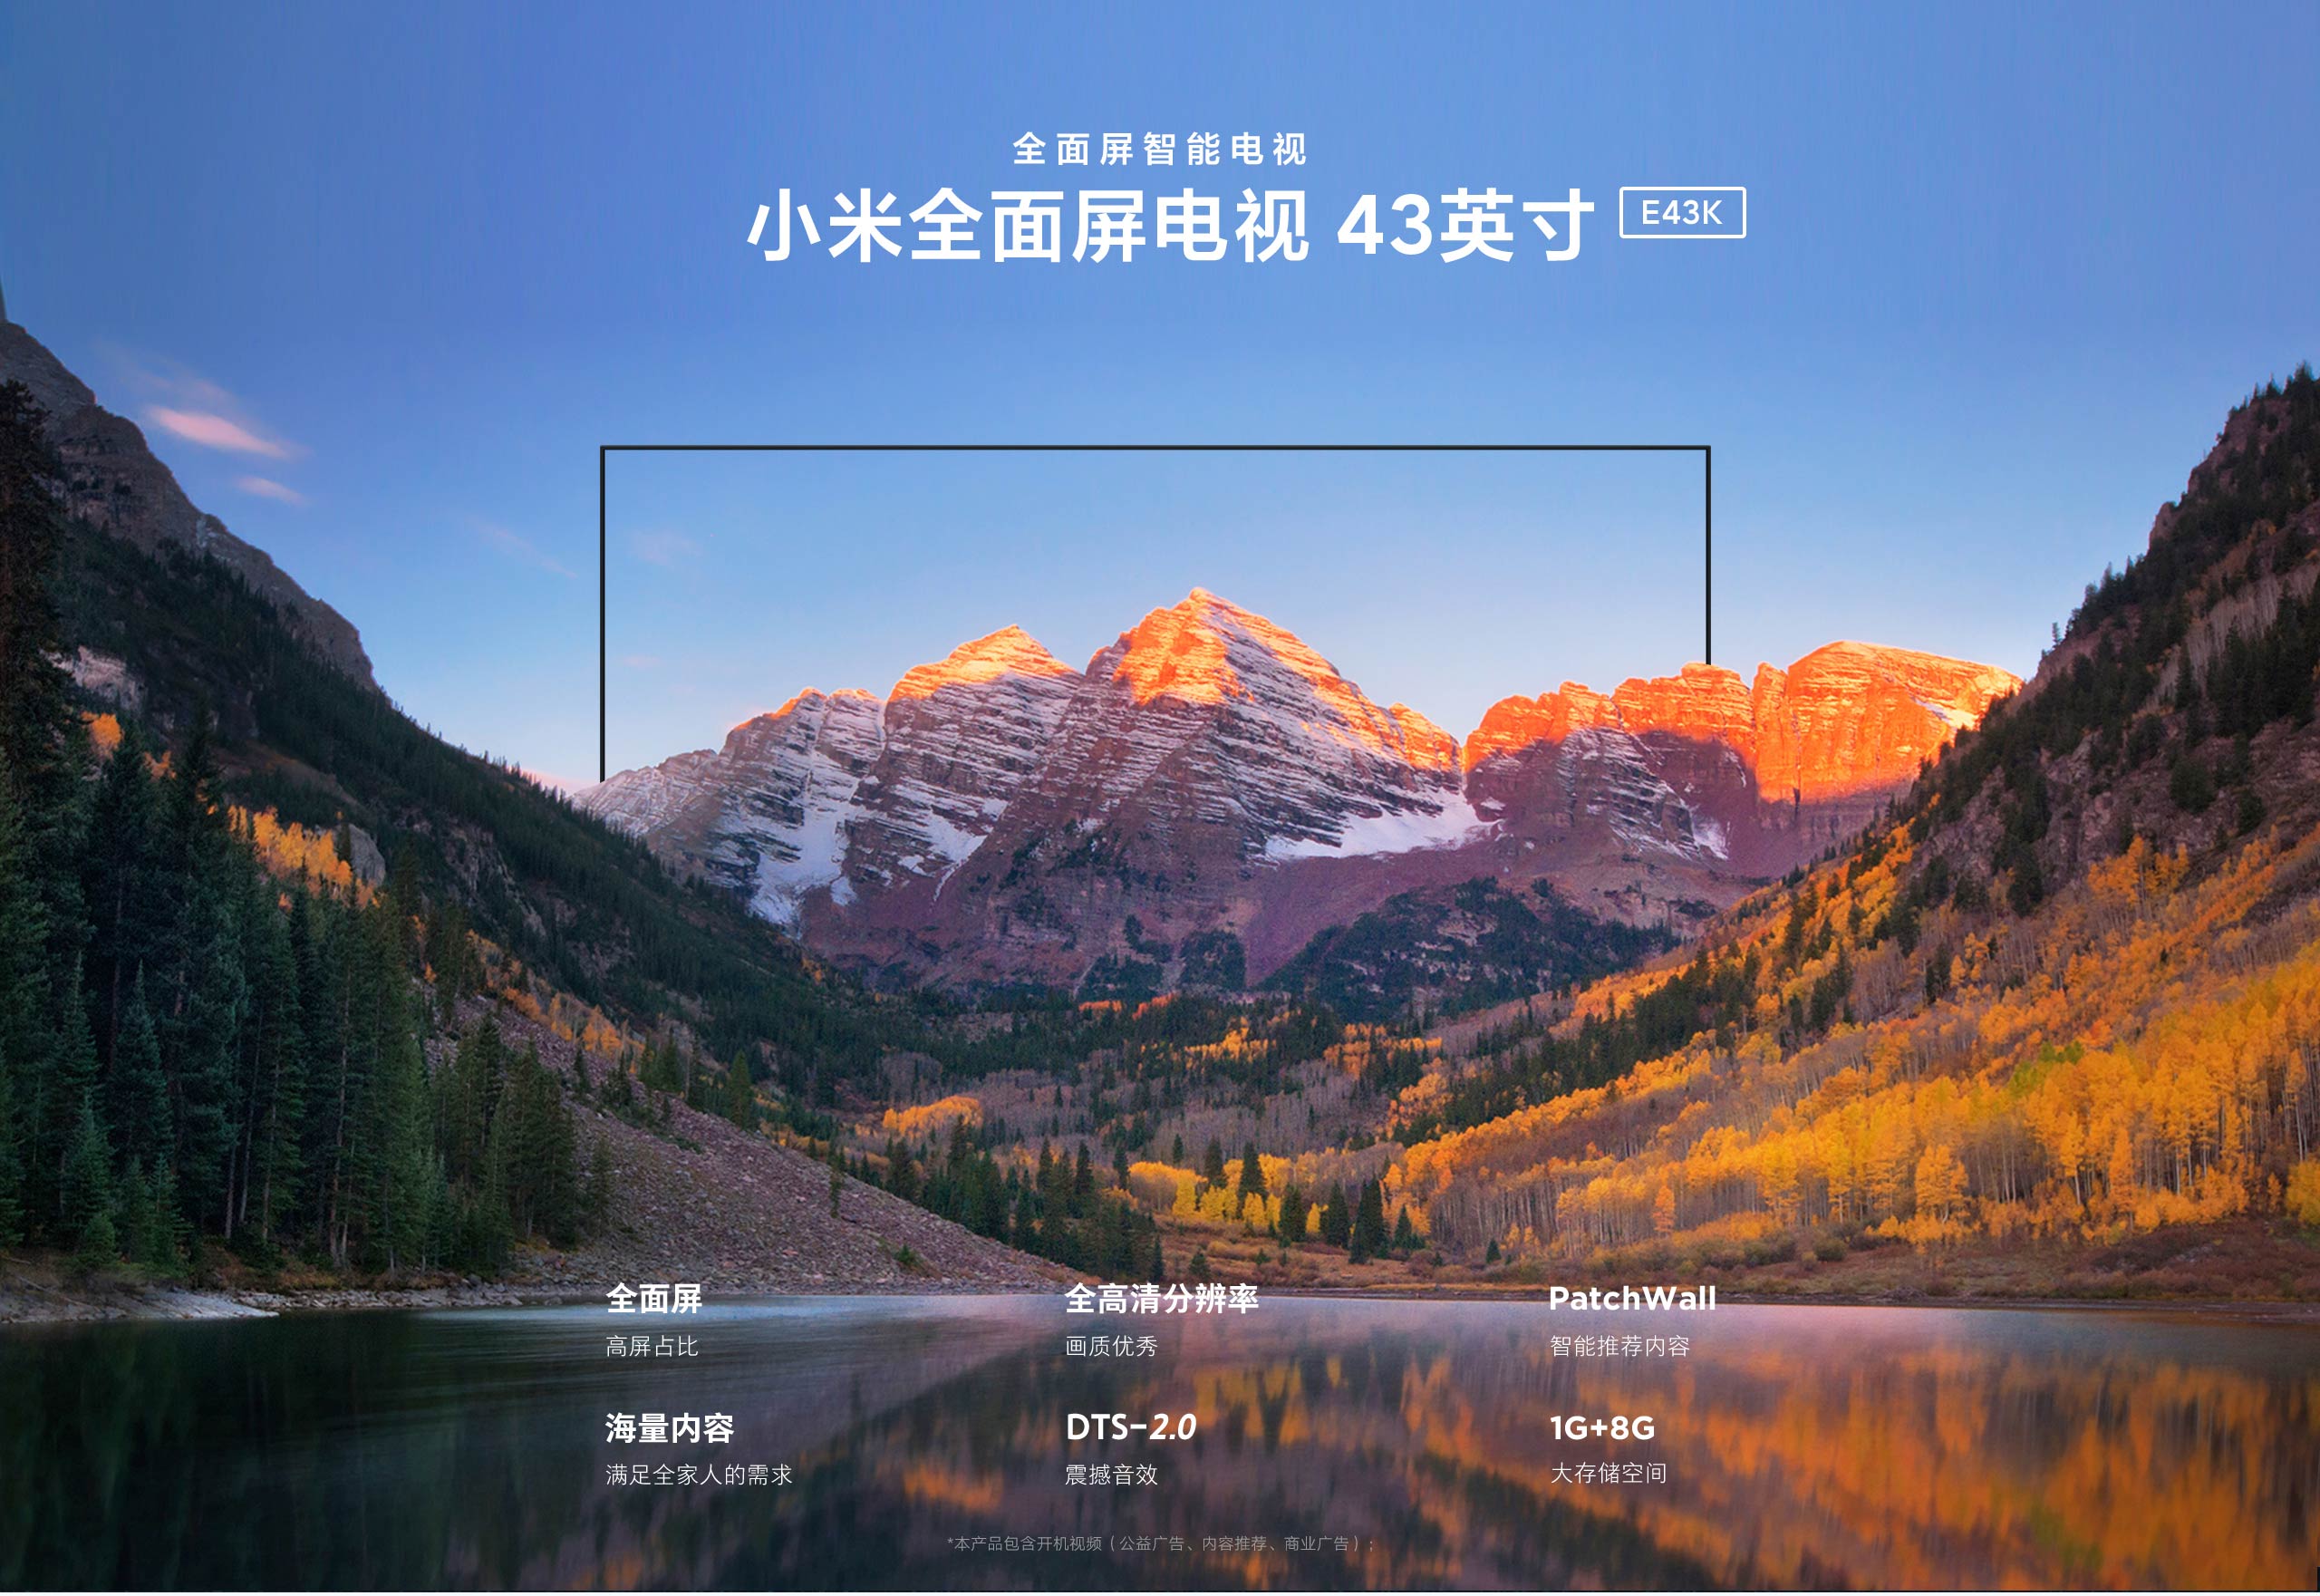 全面屏智能电视
小米全面屏电视 43英寸 E43K
全面屏
高屏占比
全高清分辨率
画质优秀
PatchWall
智能推荐内容
海量内容
满足全家人的需求
DTS-2.0
震撼音效
1G+8G
大存储空间
*本产品包含开机视频（公益广告、内容推荐、商业广告）；